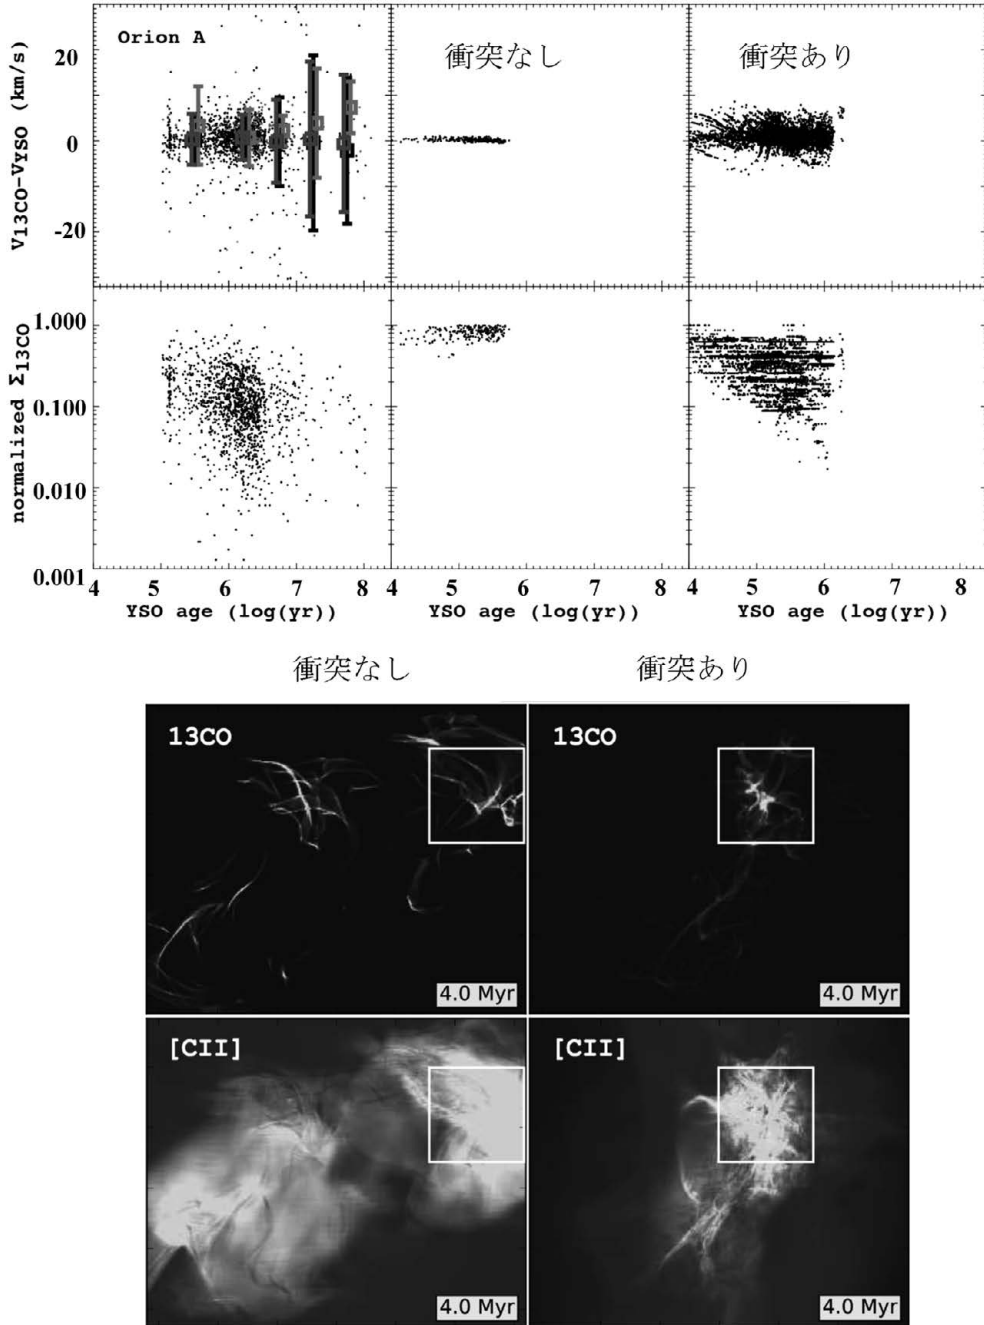 Orion A
衝突なし
衝突あり
V13CO-VYSO (km/s)
20
0
-20
normalized Σ13CO
1.000
0.100
0.010
0.001
4 5 6 7 8
4 5 6 7 8
4 5 6 7 8
YSO age (log(yr))
YSO age (log(yr))
YSO age (log(yr))
衝突なし
衝突あり
13CO
13CO
4.0 Myr
4.0 Myr
[CII]
[CII]
4.0 Myr
4.0 Myr